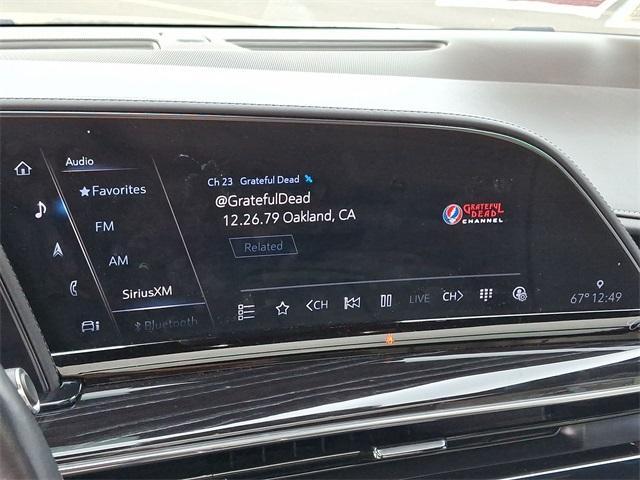 Audio
Favorites
FM
AM
SiriusXM
Bluetooth
Ch 23 Grateful Dead
@GratefulDead
12.26.79 Oakland, CA
Related
GRATEFUL DEAD
CHANNEL
<CH
LIVE
CH>
67° 12:49